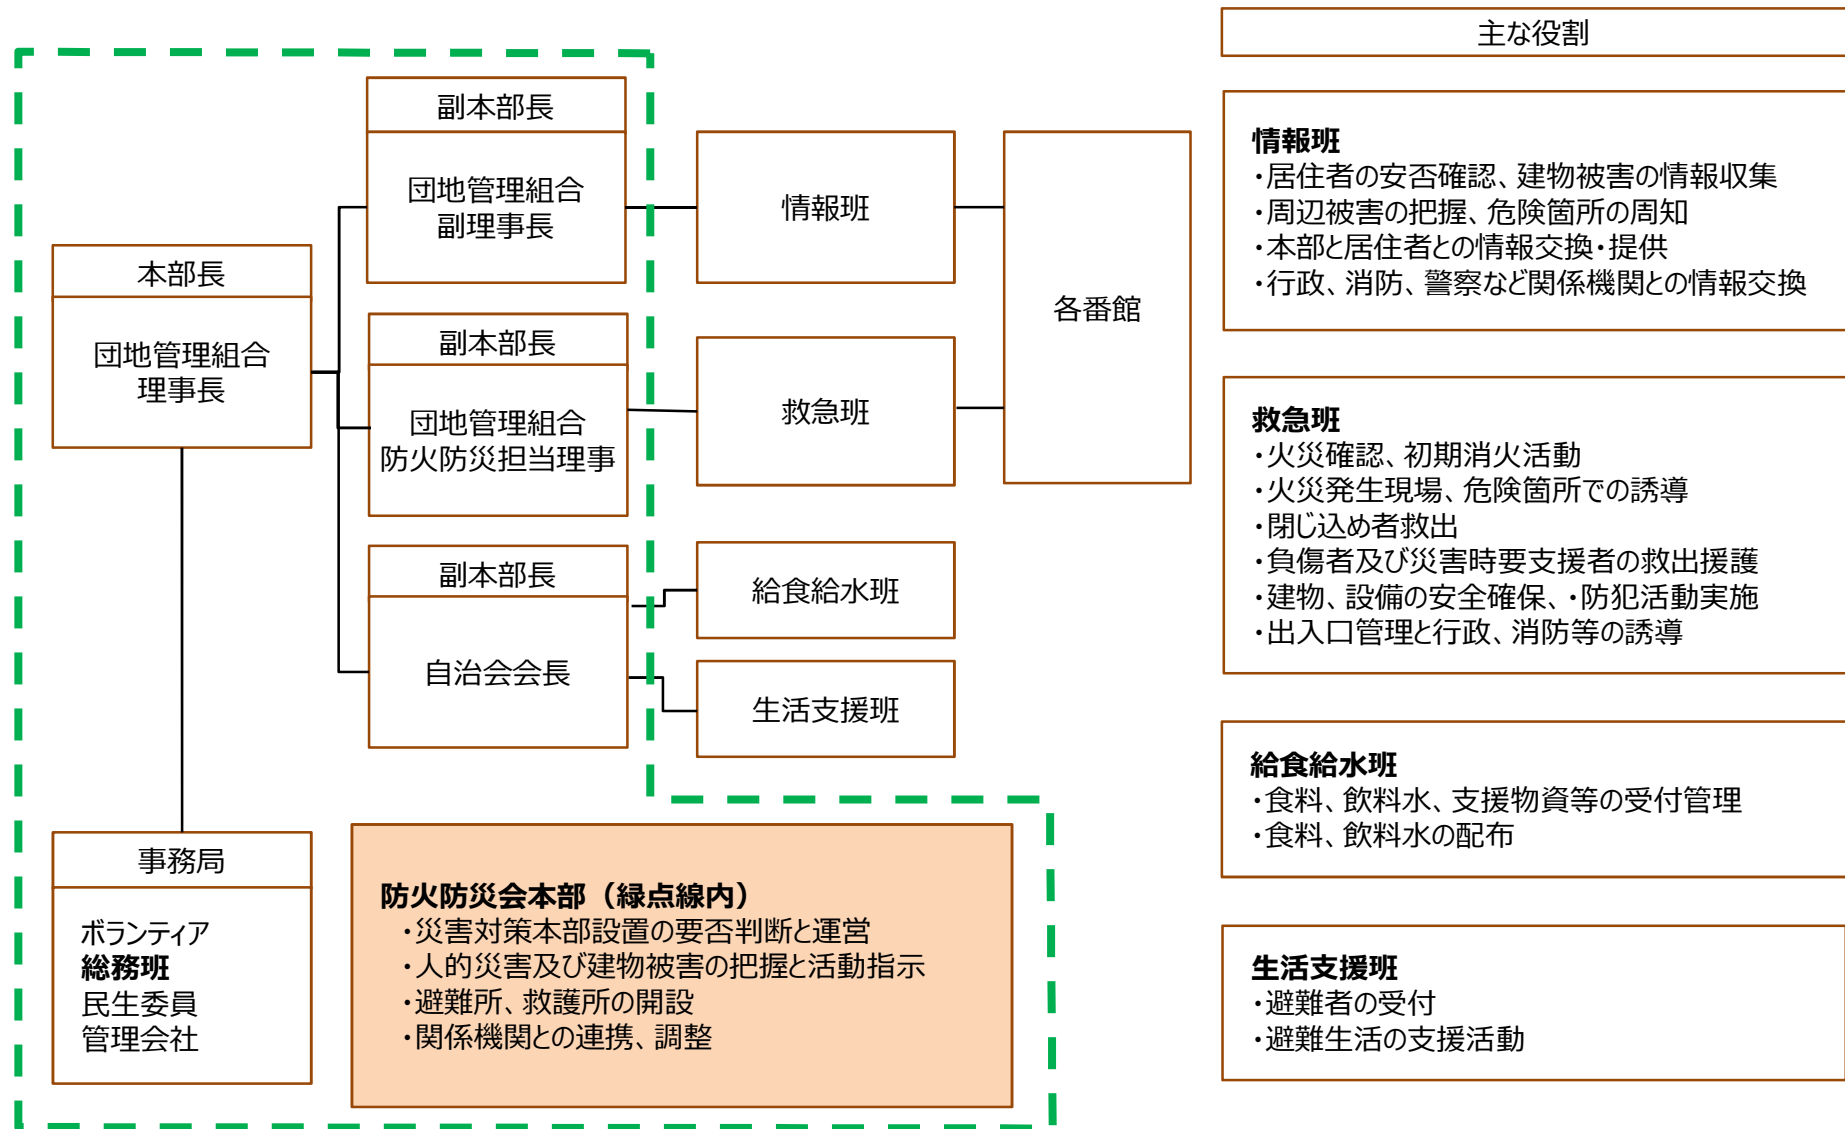 本部長
団地管理組合
理事長
副本部長
団地管理組合
副理事長
副本部長
団地管理組合
防火防災担当理事
副本部長
自治会会長
情報班
救急班
給食給水班
生活支援班
各番館
事務局
ボランティア
総務班
民生委員
管理会社
防火防災会本部（緑点線内）
・災害対策本部設置の要否判断と運営
・人的災害及び建物被害の把握と活動指示
・避難所、救護所の開設
・関係機関との連携、調整
主な役割
情報班
・居住者の安否確認、建物被害の情報収集
・周辺被害の把握、危険箇所の周知
・本部と居住者との情報交換・提供
・行政、消防、警察など関係機関との情報交換
救急班
・火災確認、初期消火活動
・火災発生現場、危険箇所での誘導
・閉じ込め者救出
・負傷者及び災害時要支援者の救出援護
・建物、設備の安全確保、・防犯活動実施
・出入口管理と行政、消防等の誘導
給食給水班
・食料、飲料水、支援物資等の受付管理
・食料、飲料水の配布
生活支援班
・避難者の受付
・避難生活の支援活動